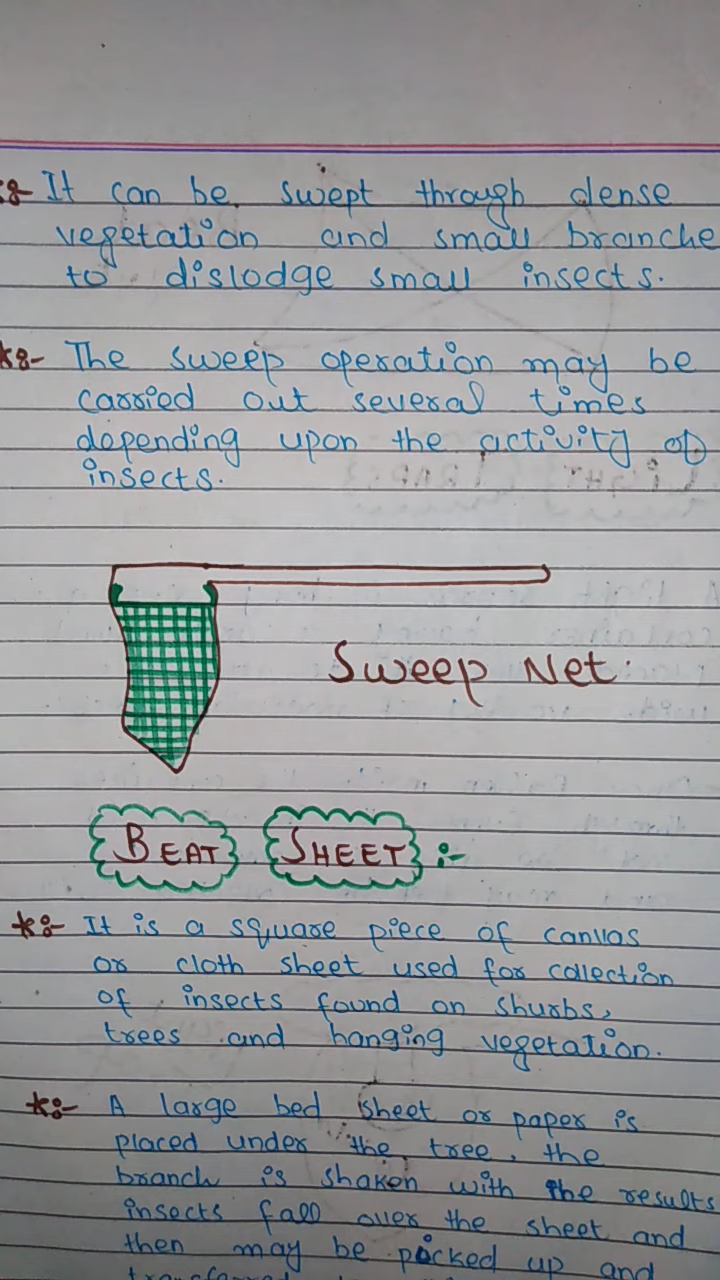 *:- It can be swept through dense
vegetation and small branche
to dislodge small insects.
*:- The sweep operation may be
carried out several times
depending upon the activity of
insects.
Sweep Net.
BEAT SHEET :-
*:- It is a square piece of canvas
or cloth sheet used for collection
of insects found on shurbs,
trees and hanging vegetation.
*:- A large bed sheet or paper is
placed under the tree, the
branch is shaken with the results
insects fall over the sheet and
then may be picked up and